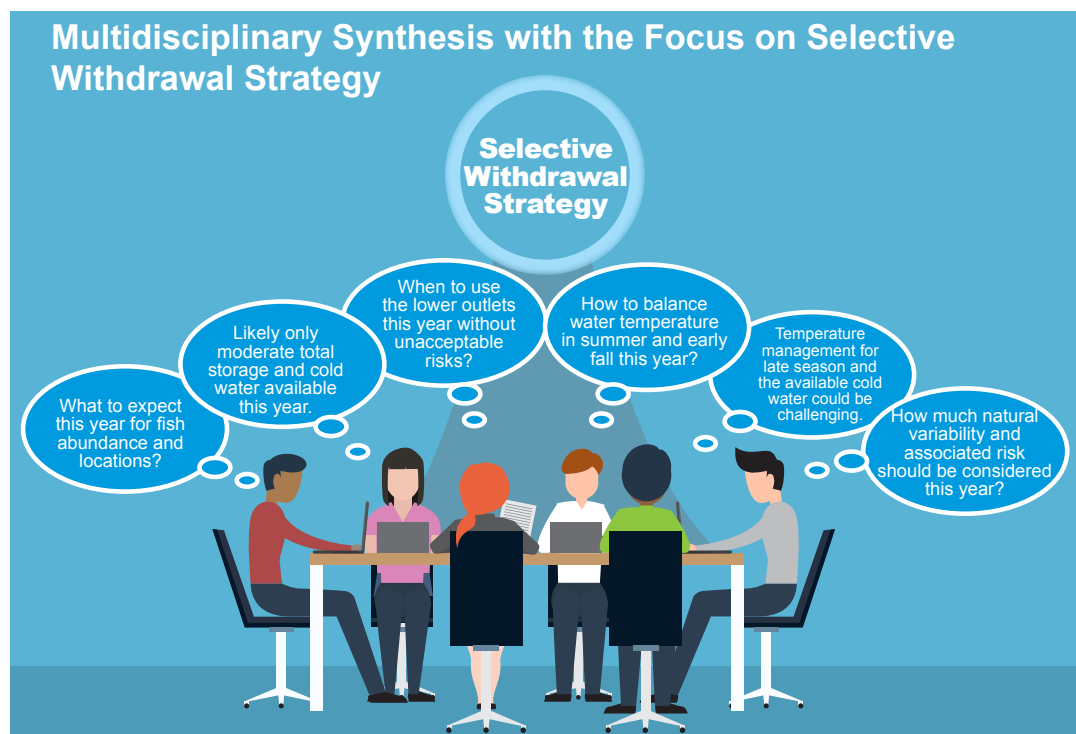 Multidisciplinary Synthesis with the Focus on Selective
Withdrawal Strategy
Selective
Withdrawal
Strategy
What to expect
this year for fish
abundance and
locations?
Likely only
moderate total
storage and cold
water available
this year.
When to use
the lower outlets
this year without
unacceptable
risks?
How to balance
water temperature
in summer and early
fall this year?
Temperature
management for
late season and
the available cold
water could be
challenging.
How much natural
variability and
associated risk
should be considered
this year?